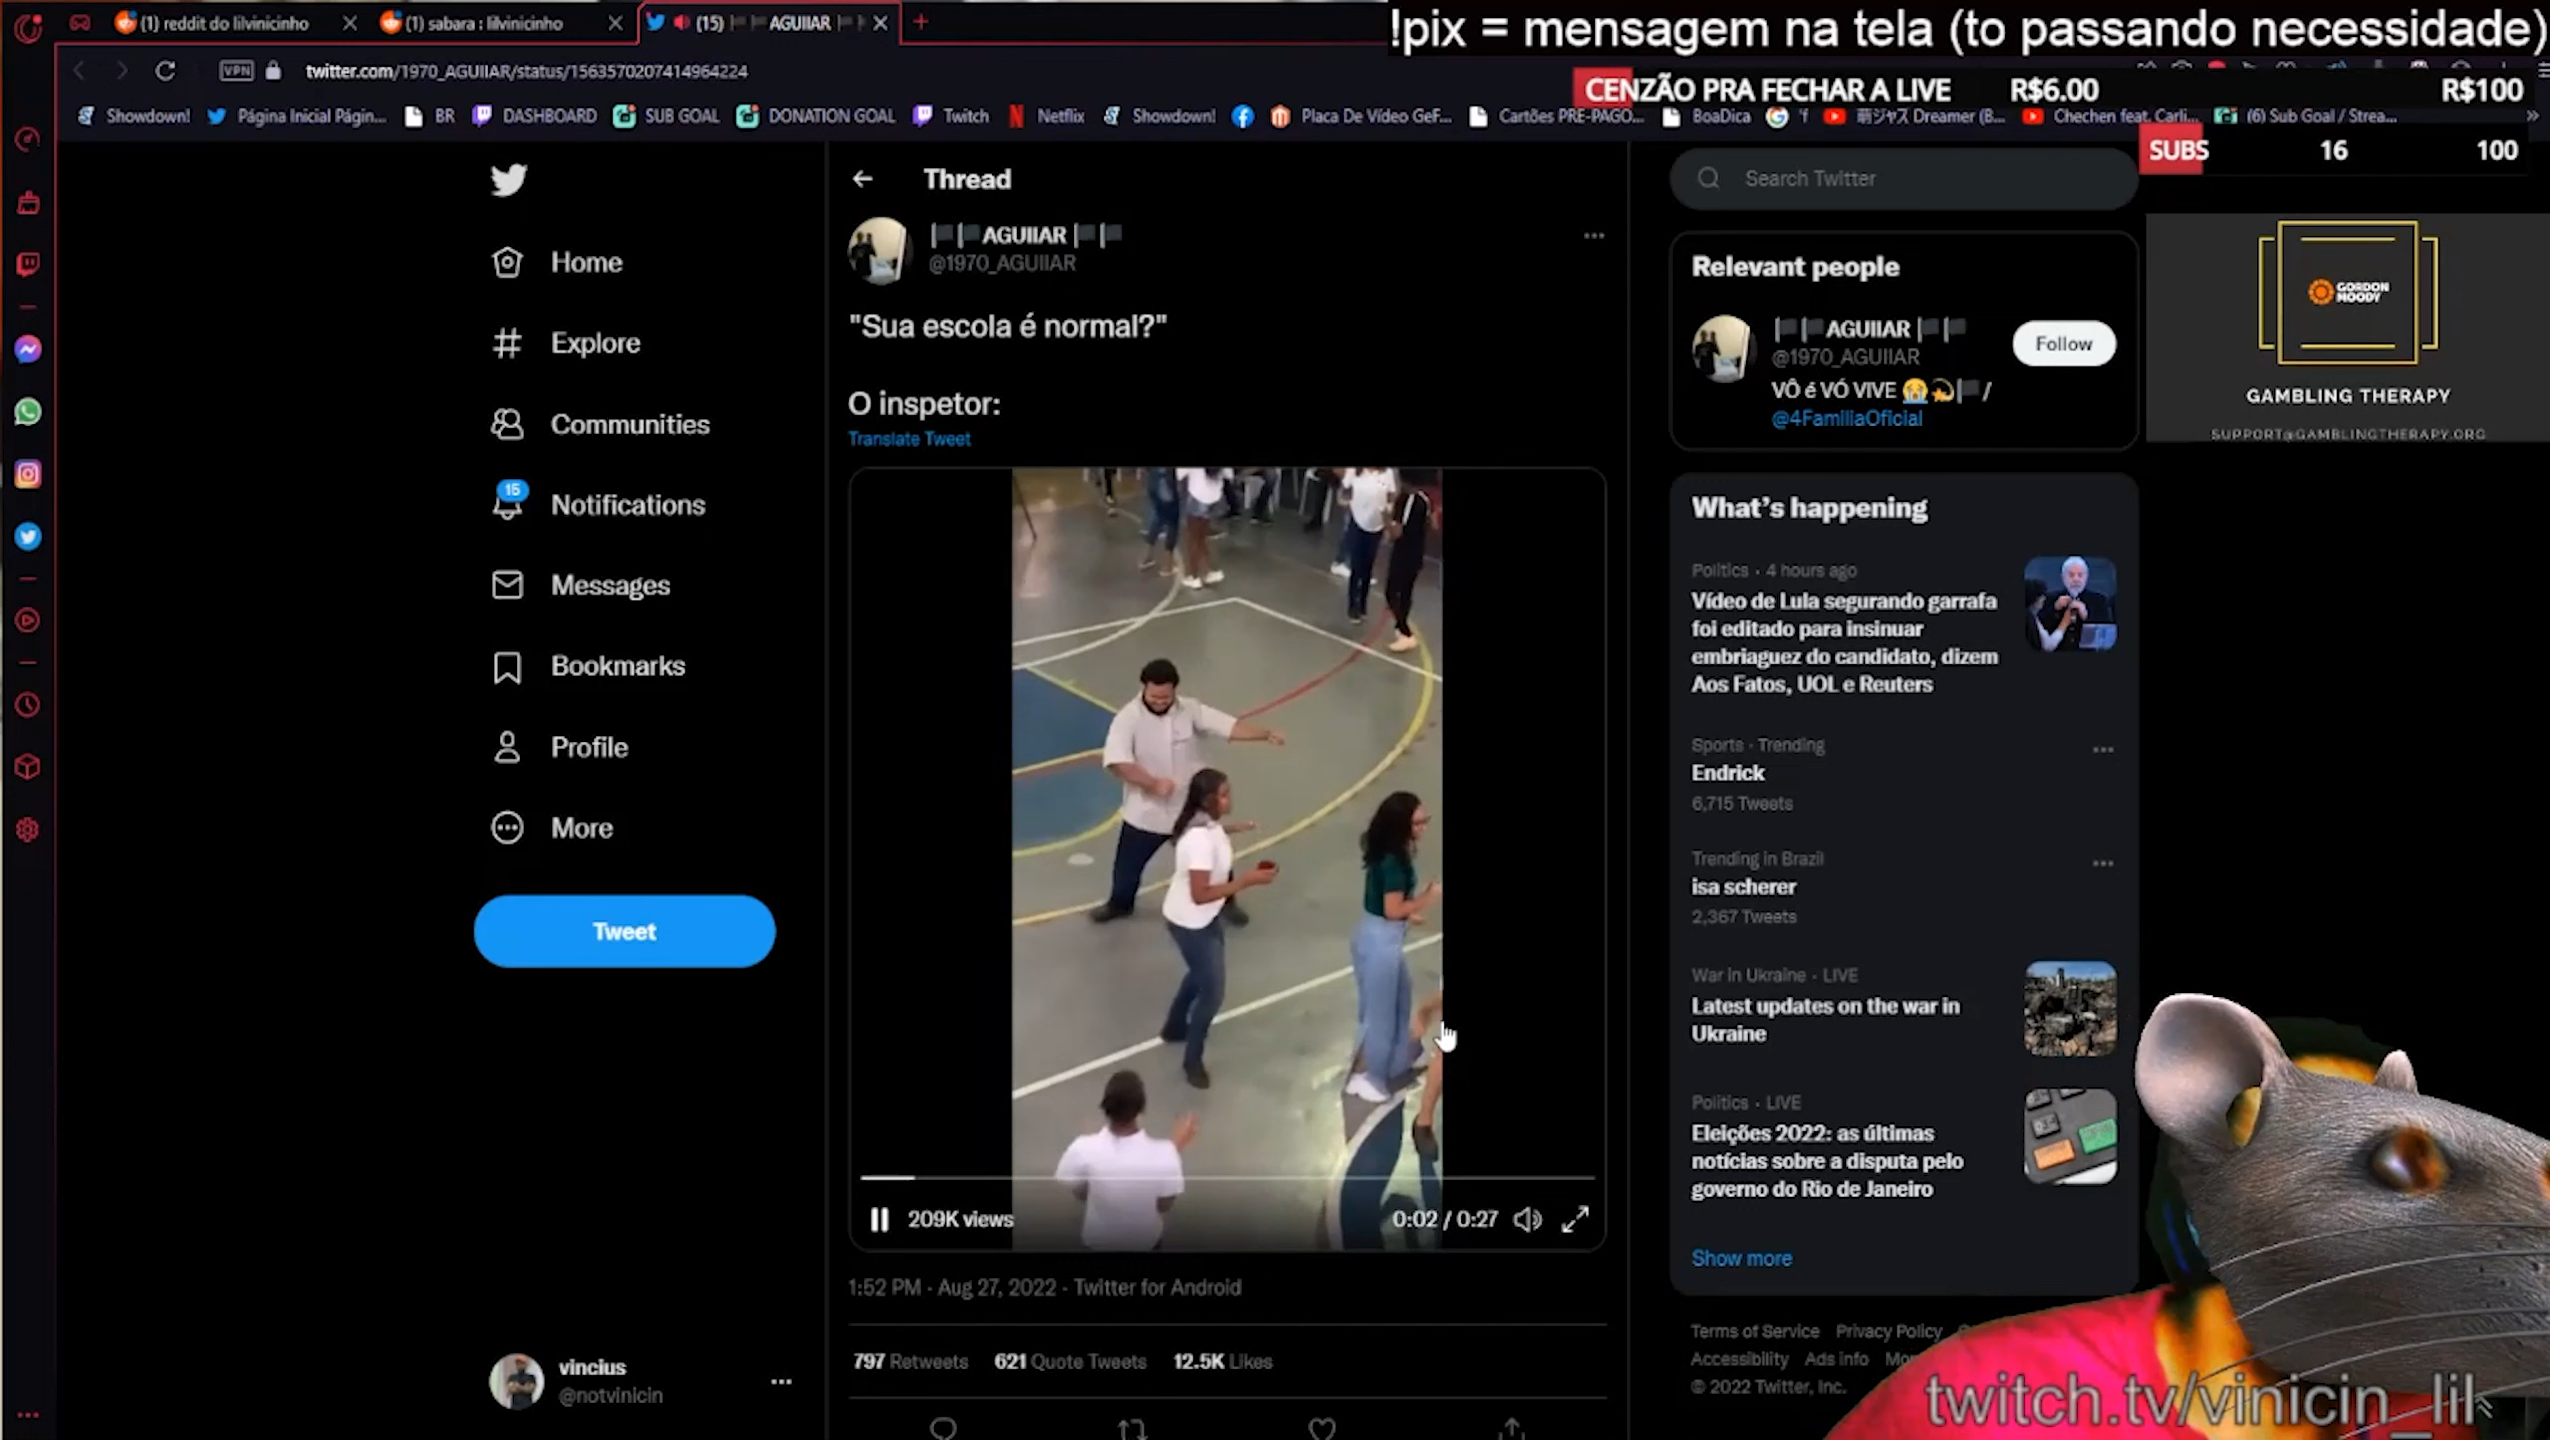 (1) reddit do lilvinicinho
(1) sabara : lilvinicinho
(15) AGUIIAR
!pix = mensagem na tela (to passando necessidade)
VPN
twitter.com/1970_AGUIIAR/status/1563570207414964224
CENZÃO PRA FECHAR A LIVE R$6.00 R$100
Showdown!
Página Inicial Págin...
BR
DASHBOARD
SUB GOAL
DONATION GOAL
Twitch
Netflix
Showdown!
Placa De Vídeo GeF...
Cartões PRÉ-PAGO...
BoaDica
Chechen feat. Carli...
(6) Sub Goal / Strea...
SUBS 16 100
Home
Explore
Communities
15
Notifications
Messages
Bookmarks
Profile
More
Tweet
vincius
@notvinicin
Thread
AGUIIAR
@1970_AGUIIAR
"Sua escola é normal?"
O inspetor:
Translate Tweet
209K views
0:02 / 0:27
1:52 PM · Aug 27, 2022 · Twitter for Android
797 Retweets 621 Quote Tweets 12.5K Likes
Search Twitter
Relevant people
AGUIIAR
@1970_AGUIIAR
Follow
VÔ é VÓ VIVE 😭💫🏴/
@4FamiliaOficial
What's happening
Politics · 4 hours ago
Vídeo de Lula segurando garrafa
foi editado para insinuar
embriaguez do candidato, dizem
Aos Fatos, UOL e Reuters
Sports · Trending
Endrick
6,715 Tweets
Trending in Brazil
isa scherer
2,367 Tweets
War in Ukraine · LIVE
Latest updates on the war in
Ukraine
Politics · LIVE
Eleições 2022: as últimas
notícias sobre a disputa pelo
governo do Rio de Janeiro
Show more
Terms of Service Privacy Policy
Accessibility Ads info
© 2022 Twitter, Inc.
GORDON
MOODY
GAMBLING THERAPY
SUPPORT@GAMBLINGTHERAPY.ORG
twitch.tv/vinicin_lil